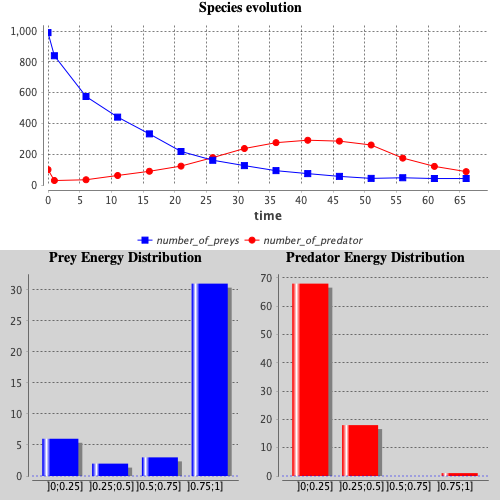 Species evolution
1,000
800
600
400
200
0
0 5 10 15 20 25 30 35 40 45 50 55 60 65
time
number_of_preys number_of_predator
Prey Energy Distribution
30
25
20
15
10
5
0
]0;0.25] ]0.25;0.5] ]0.5;0.75] ]0.75;1]
Predator Energy Distribution
70
60
50
40
30
20
10
0
]0;0.25] ]0.25;0.5] ]0.5;0.75] ]0.75;1]